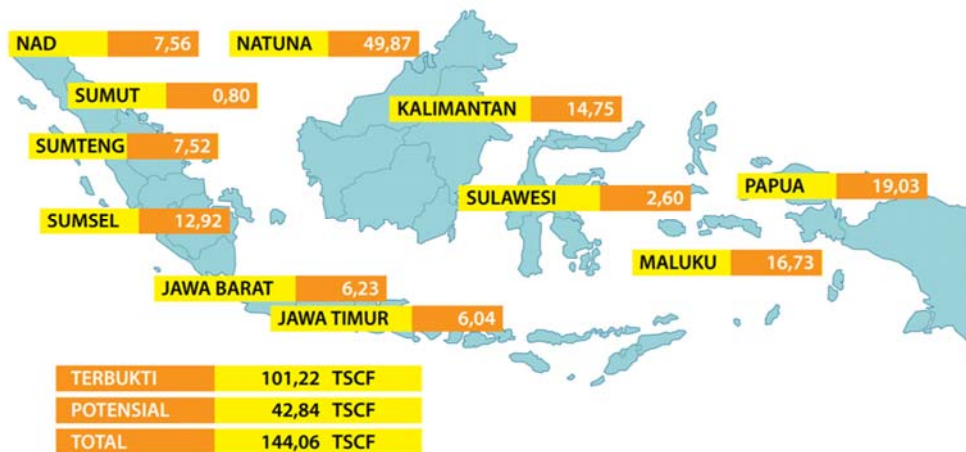 NAD 7,56
NATUNA 49,87
SUMUT 0,80
KALIMANTAN 14,75
SUMTENG 7,52
PAPUA 19,03
SULAWESI 2,60
SUMSEL 12,92
MALUKU 16,73
JAWA BARAT 6,23
JAWA TIMUR 6,04
TERBUKTI 101,22 TSCF
POTENSIAL 42,84 TSCF
TOTAL 144,06 TSCF